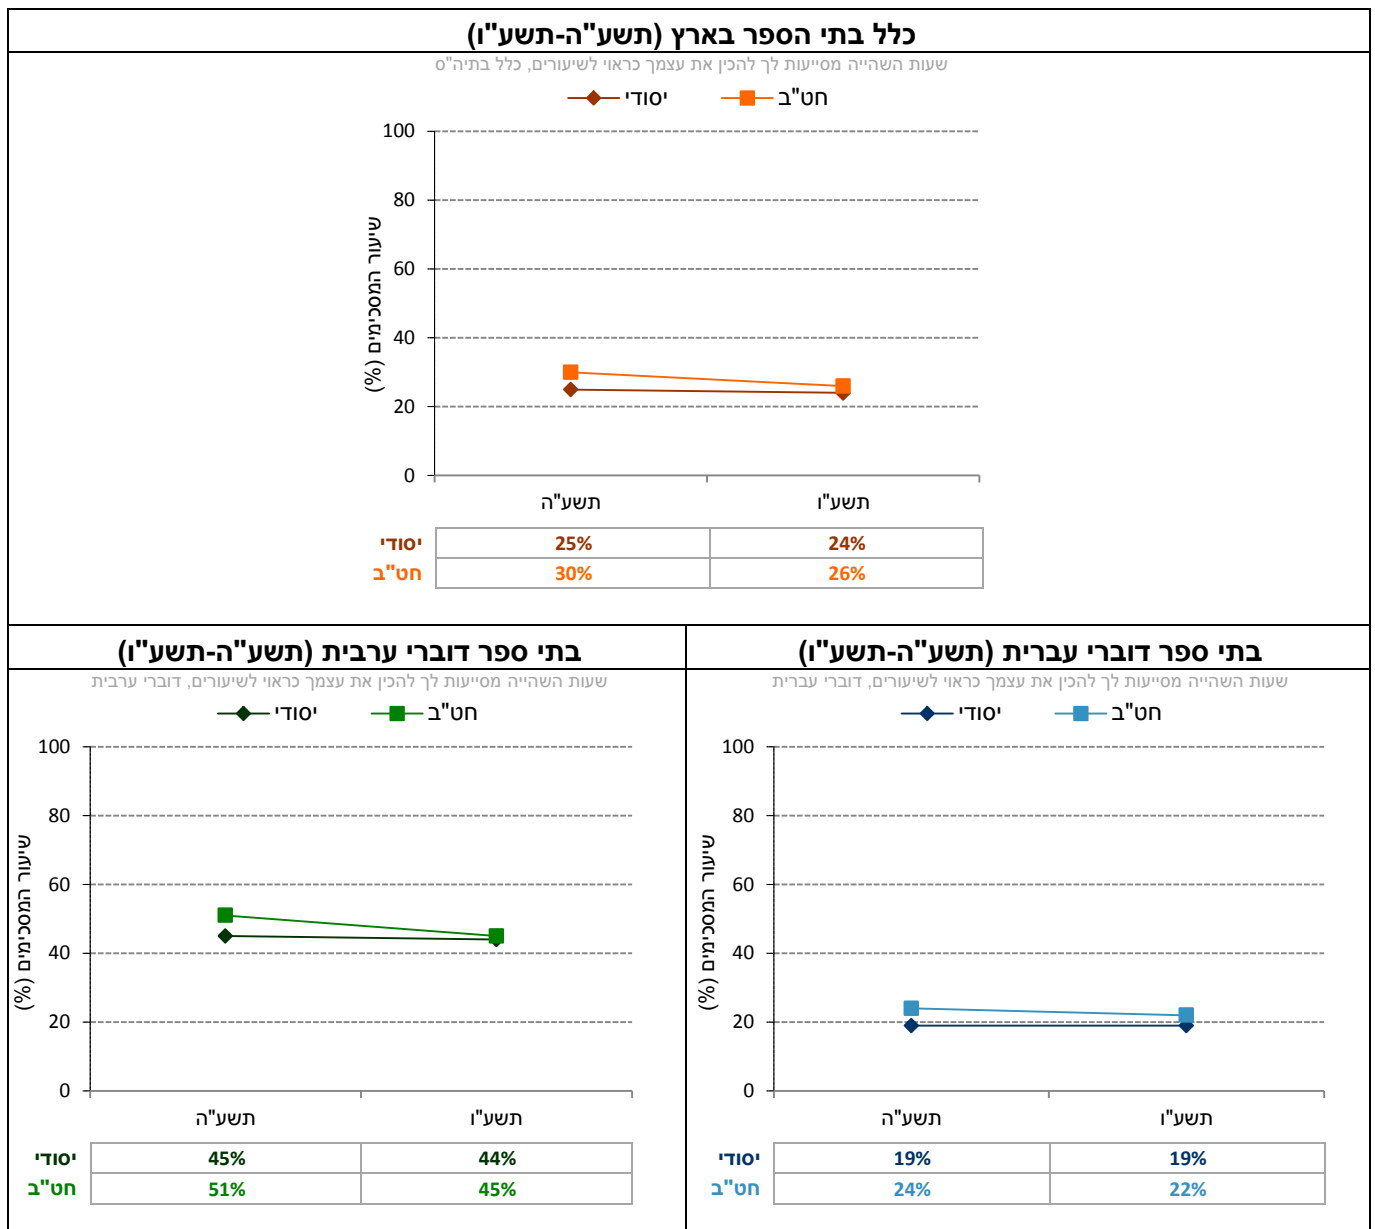 כלל בתי הספר בארץ (תשע"ה-תשע"ו)
שעות השהייה מסייעות לך להכין את עצמך כראוי לשיעורים, כלל בתיה"ס
יסודי חט"ב
שיעור המסכימים (%)
100
80
60
40
20
0
תשע"ה תשע"ו
יסודי 25% 24%
חט"ב 30% 26%
בתי ספר דוברי עברית (תשע"ה-תשע"ו)
שעות השהייה מסייעות לך להכין את עצמך כראוי לשיעורים, דוברי עברית
יסודי חט"ב
שיעור המסכימים (%)
100
80
60
40
20
0
תשע"ה תשע"ו
יסודי 19% 19%
חט"ב 24% 22%
בתי ספר דוברי ערבית (תשע"ה-תשע"ו)
שעות השהייה מסייעות לך להכין את עצמך כראוי לשיעורים, דוברי ערבית
יסודי חט"ב
שיעור המסכימים (%)
100
80
60
40
20
0
תשע"ה תשע"ו
יסודי 45% 44%
חט"ב 51% 45%